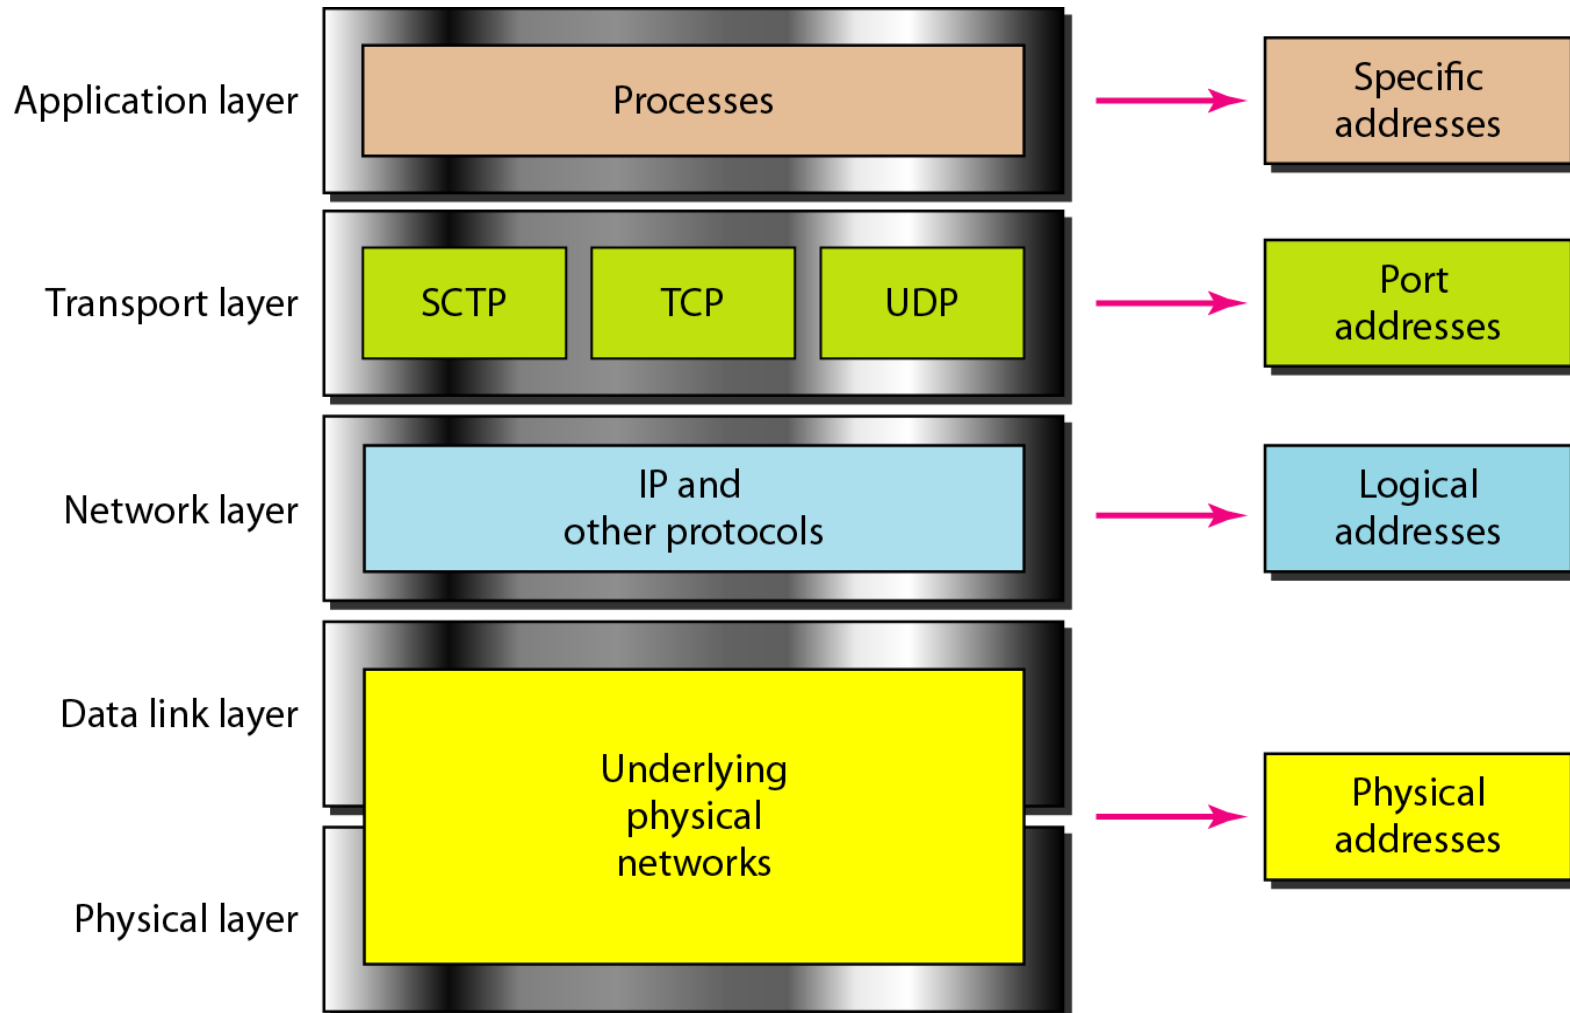 Application layer
Processes
Specific
addresses
Transport layer
SCTP
TCP
UDP
Port
addresses
Network layer
IP and
other protocols
Logical
addresses
Data link layer
Underlying
physical
networks
Physical
addresses
Physical layer